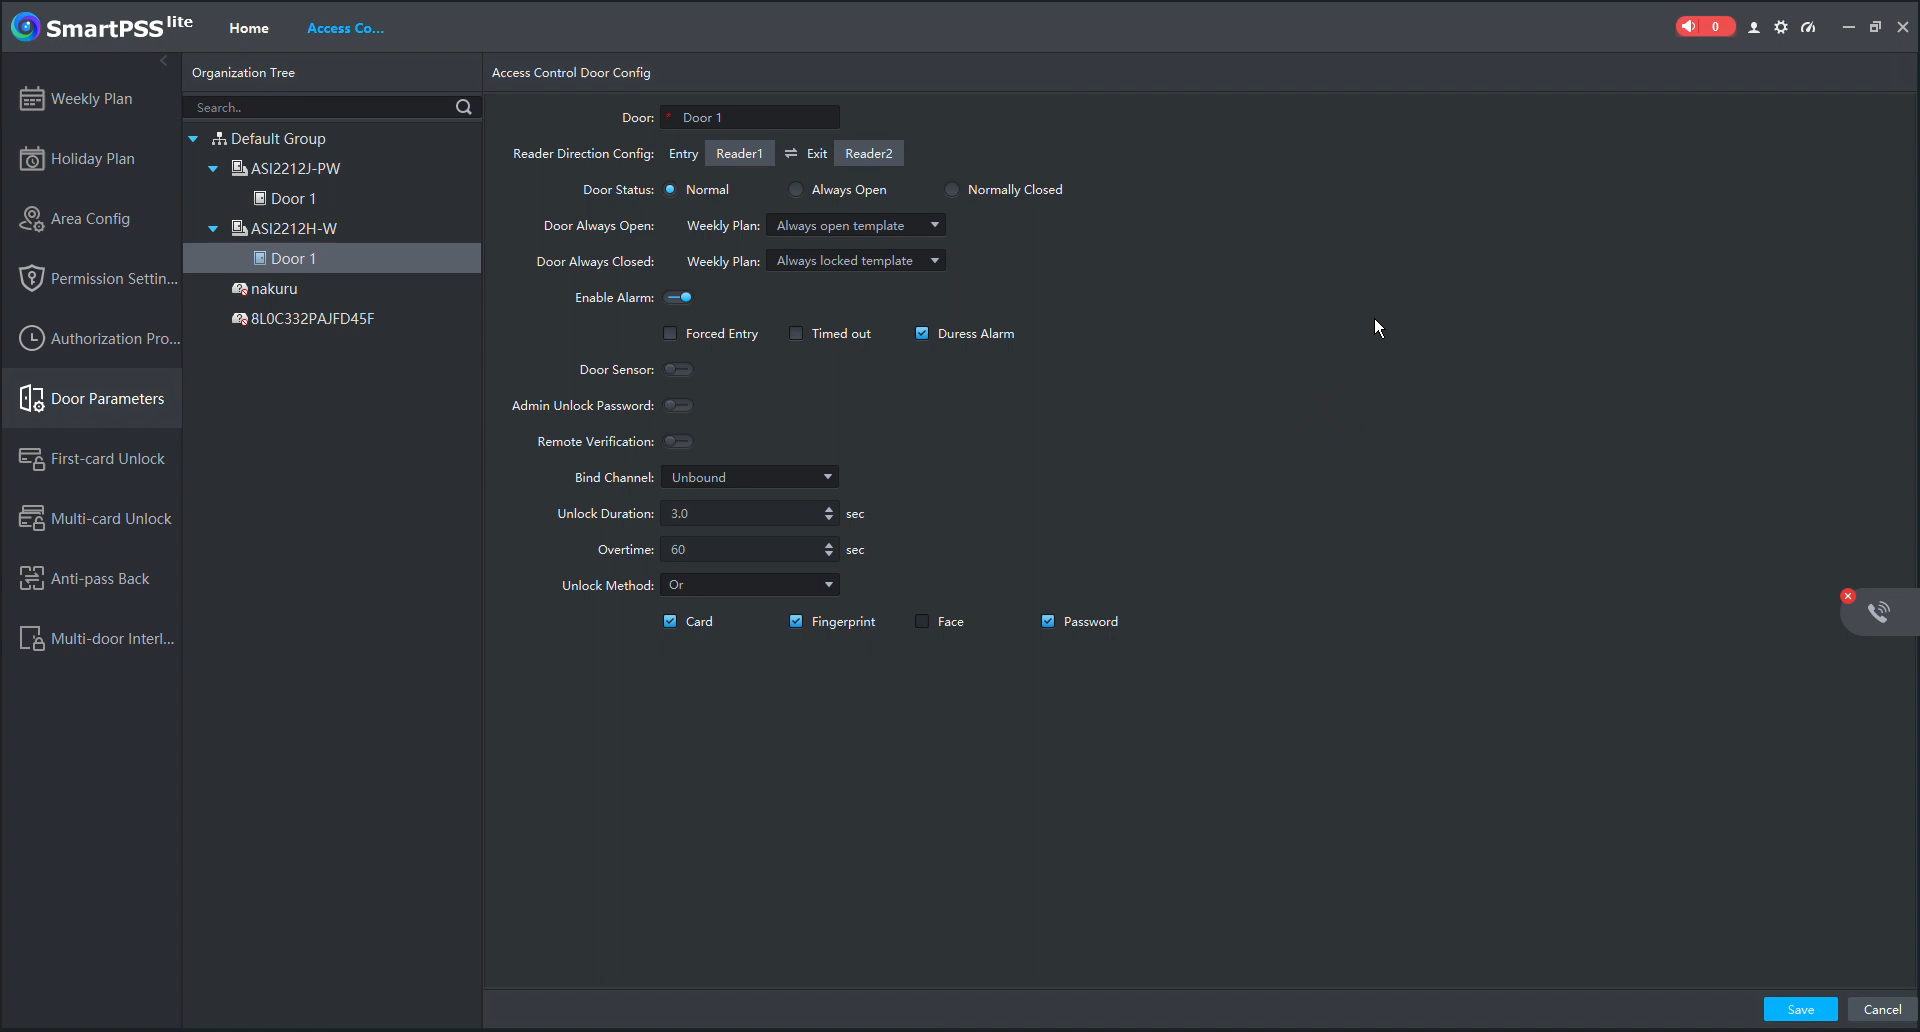 SmartPSS lite
Home
Access Co...
0
Weekly Plan
Holiday Plan
Area Config
Permission Settin...
Authorization Pro...
Door Parameters
First-card Unlock
Multi-card Unlock
Anti-pass Back
Multi-door Interl...
Organization Tree
Search..
Default Group
ASI2212J-PW
Door 1
ASI2212H-W
Door 1
nakuru
8L0C332PAJFD45F
Access Control Door Config
Door: * Door 1
Reader Direction Config: Entry Reader1 ⇌ Exit Reader2
Door Status: Normal Always Open Normally Closed
Door Always Open: Weekly Plan: Always open template
Door Always Closed: Weekly Plan: Always locked template
Enable Alarm:
Forced Entry Timed out Duress Alarm
Door Sensor:
Admin Unlock Password:
Remote Verification:
Bind Channel: Unbound
Unlock Duration: 3.0 sec
Overtime: 60 sec
Unlock Method: Or
Card Fingerprint Face Password
Save Cancel